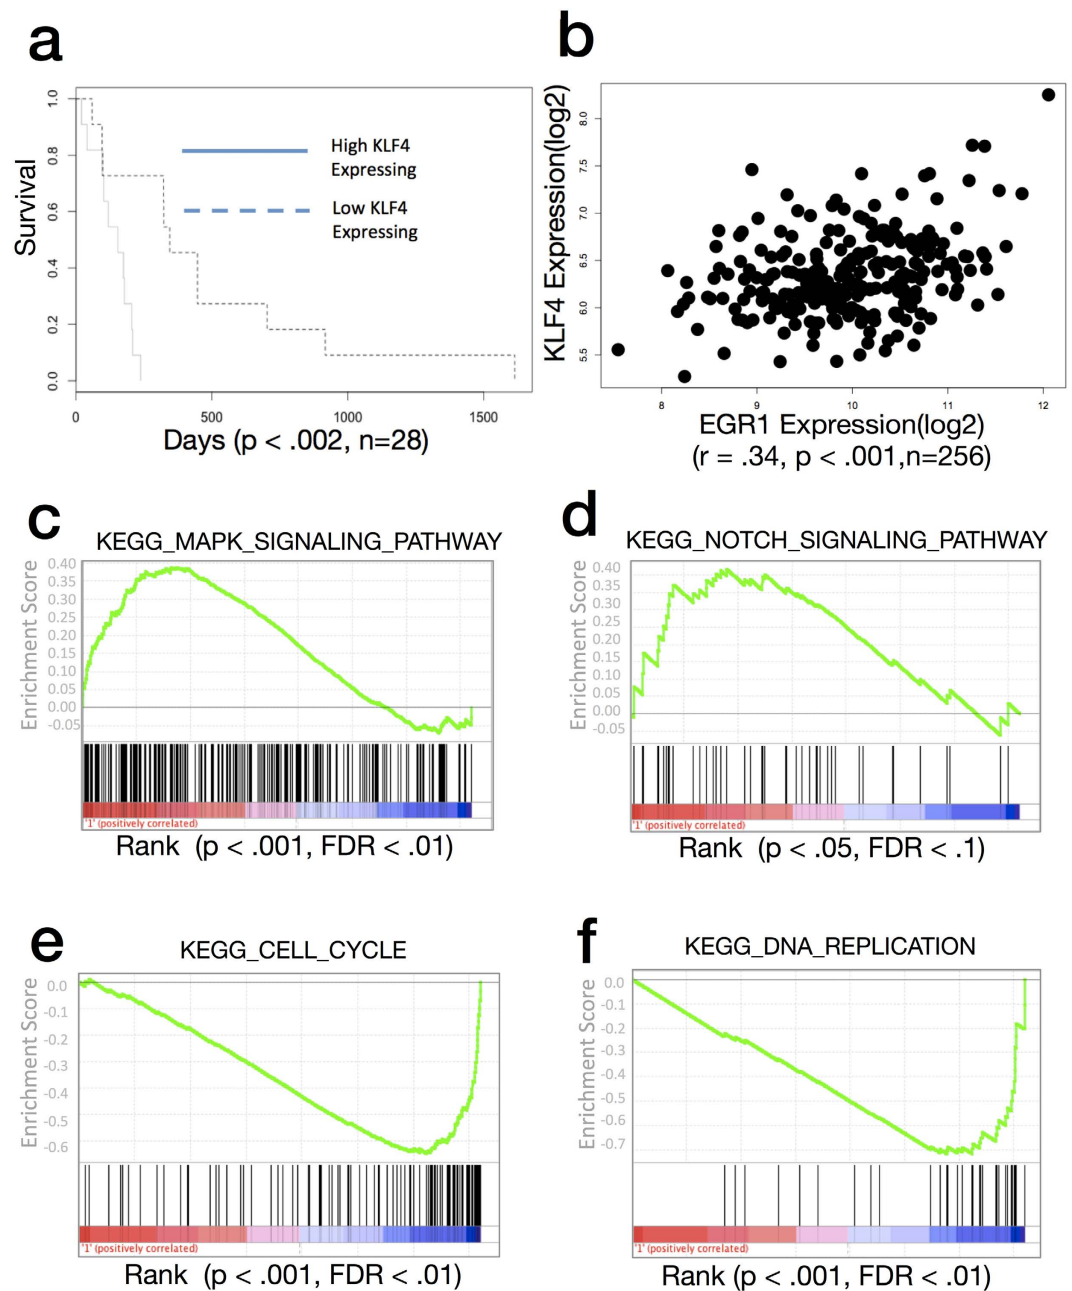 a
1.0
0.8
0.6
0.4
0.2
0.0
Survival
High KLF4
Expressing
Low KLF4
Expressing
0 500 1000 1500
Days (p < .002, n=28)
b
8.0
7.5
7.0
6.5
6.0
5.5
KLF4 Expression(log2)
8 9 10 11 12
EGR1 Expression(log2)
(r = .34, p < .001,n=256)
c
KEGG_MAPK_SIGNALING_PATHWAY
Enrichment Score
0.40
0.35
0.30
0.25
0.20
0.15
0.10
0.05
0.00
-0.05
'1' (positively correlated)
Rank (p < .001, FDR < .01)
d
KEGG_NOTCH_SIGNALING_PATHWAY
Enrichment Score
0.40
0.35
0.30
0.25
0.20
0.15
0.10
0.05
0.00
-0.05
'1' (positively correlated)
Rank (p < .05, FDR < .1)
e
KEGG_CELL_CYCLE
Enrichment Score
0.0
-0.1
-0.2
-0.3
-0.4
-0.5
-0.6
'1' (positively correlated)
Rank (p < .001, FDR < .01)
f
KEGG_DNA_REPLICATION
Enrichment Score
0.0
-0.1
-0.2
-0.3
-0.4
-0.5
-0.6
-0.7
'1' (positively correlated)
Rank (p < .001, FDR < .01)